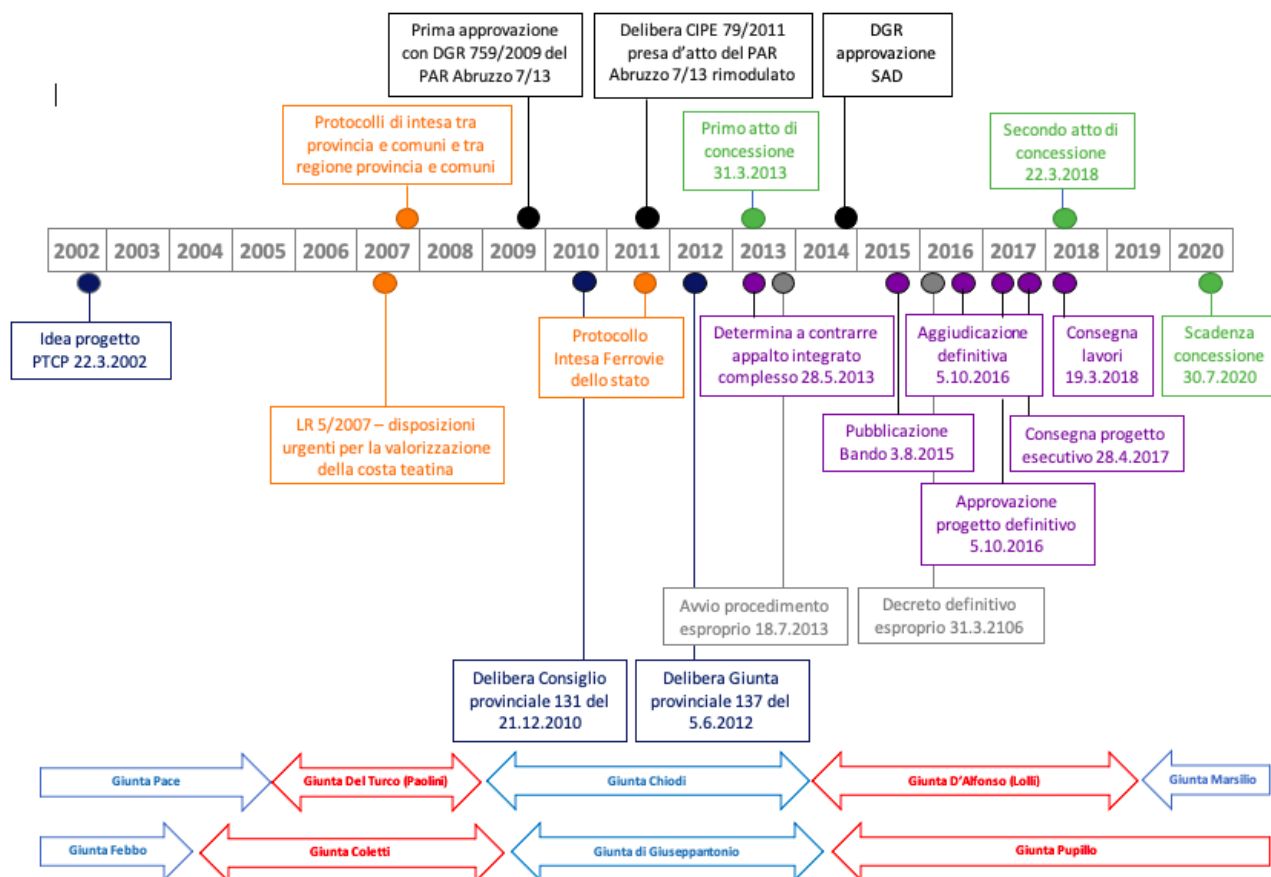 Prima approvazione
con DGR 759/2009 del
PAR Abruzzo 7/13
Delibera CIPE 79/2011
presa d'atto del PAR
Abruzzo 7/13 rimodulato
DGR
approvazione
SAD
Protocolli di intesa tra
provincia e comuni e tra
regione provincia e comuni
Primo atto di
concessione
31.3.2013
Secondo atto di
concessione
22.3.2018
2002 2003 2004 2005 2006 2007 2008 2009 2010 2011 2012 2013 2014 2015 2016 2017 2018 2019 2020
Idea progetto
PTCP 22.3.2002
Protocollo
Intesa Ferrovie
dello stato
Determina a contrarre
appalto integrato
complesso 28.5.2013
Aggiudicazione
definitiva
5.10.2016
Consegna
lavori
19.3.2018
Scadenza
concessione
30.7.2020
LR 5/2007 – disposizioni
urgenti per la valorizzazione
della costa teatina
Pubblicazione
Bando 3.8.2015
Consegna progetto
esecutivo 28.4.2017
Approvazione
progetto definitivo
5.10.2016
Avvio procedimento
esproprio 18.7.2013
Decreto definitivo
esproprio 31.3.2106
Delibera Consiglio
provinciale 131 del
21.12.2010
Delibera Giunta
provinciale 137 del
5.6.2012
Giunta Pace
Giunta Del Turco (Paolini)
Giunta Chiodi
Giunta D'Alfonso (Lolli)
Giunta Marsilio
Giunta Febbo
Giunta Coletti
Giunta di Giuseppantonio
Giunta Pupillo